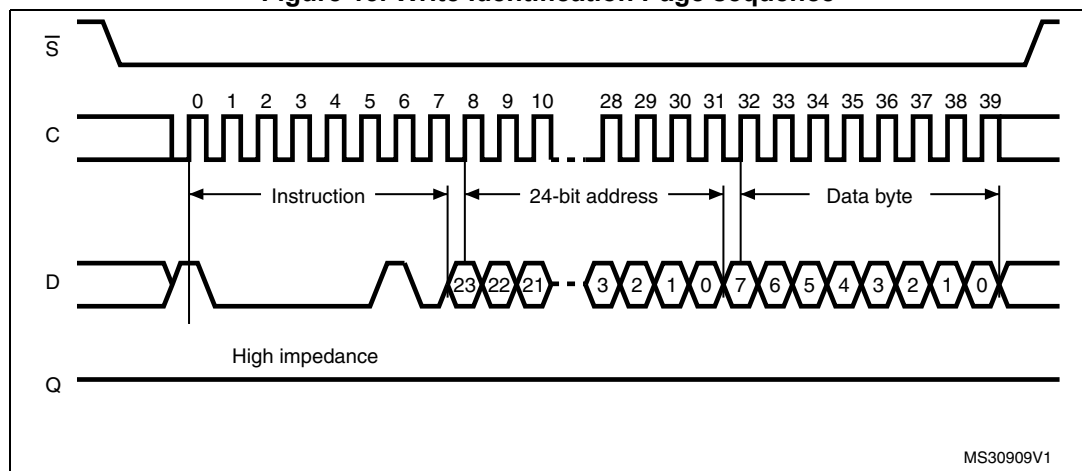 Figure 18. Write Identification Page sequence
S
0 1 2 3 4 5 6 7 8 9 10 28 29 30 31 32 33 34 35 36 37 38 39
C
Instruction 24-bit address Data byte
D
23 22 21 3 2 1 0 7 6 5 4 3 2 1 0
High impedance
Q
MS30909V1